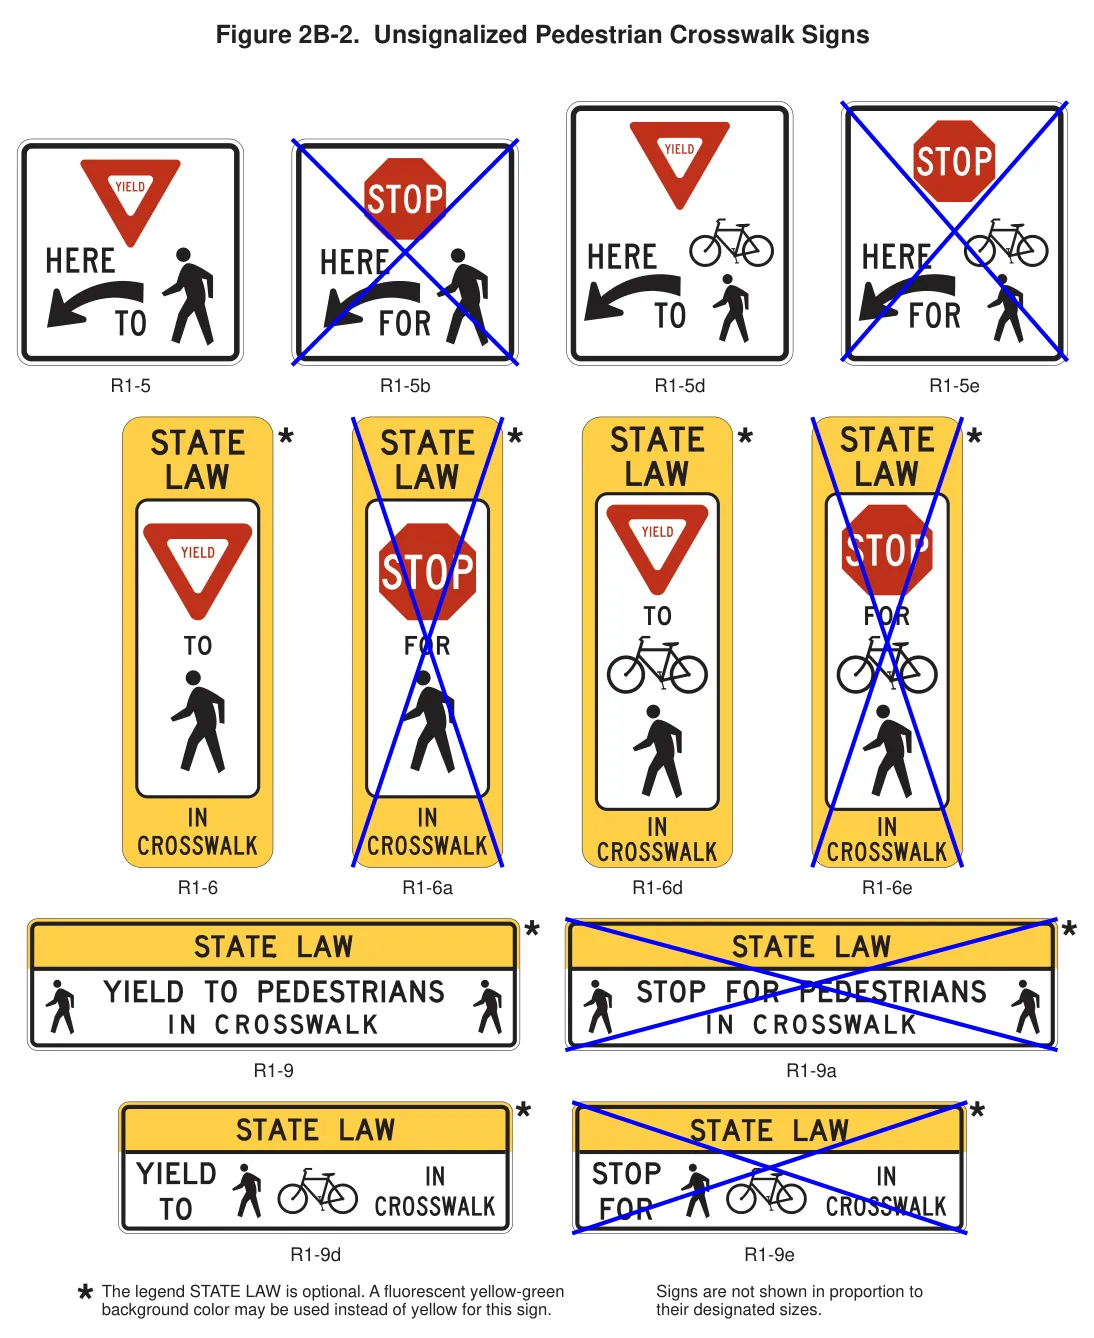 Figure 2B-2. Unsignalized Pedestrian Crosswalk Signs
YIELD
HERE
TO
R1-5
STOP
HERE
FOR
R1-5b
YIELD
HERE
TO
R1-5d
STOP
HERE
FOR
R1-5e
STATE
LAW
*
YIELD
TO
IN
CROSSWALK
R1-6
STATE
LAW
*
STOP
FOR
IN
CROSSWALK
R1-6a
STATE
LAW
*
YIELD
TO
IN
CROSSWALK
R1-6d
STATE
LAW
*
STOP
FOR
IN
CROSSWALK
R1-6e
STATE LAW
*
YIELD TO PEDESTRIANS
IN CROSSWALK
R1-9
STATE LAW
*
STOP FOR PEDESTRIANS
IN CROSSWALK
R1-9a
STATE LAW
*
YIELD
TO
IN
CROSSWALK
R1-9d
STATE LAW
*
STOP
FOR
IN
CROSSWALK
R1-9e
* The legend STATE LAW is optional. A fluorescent yellow-green
background color may be used instead of yellow for this sign.
Signs are not shown in proportion to
their designated sizes.